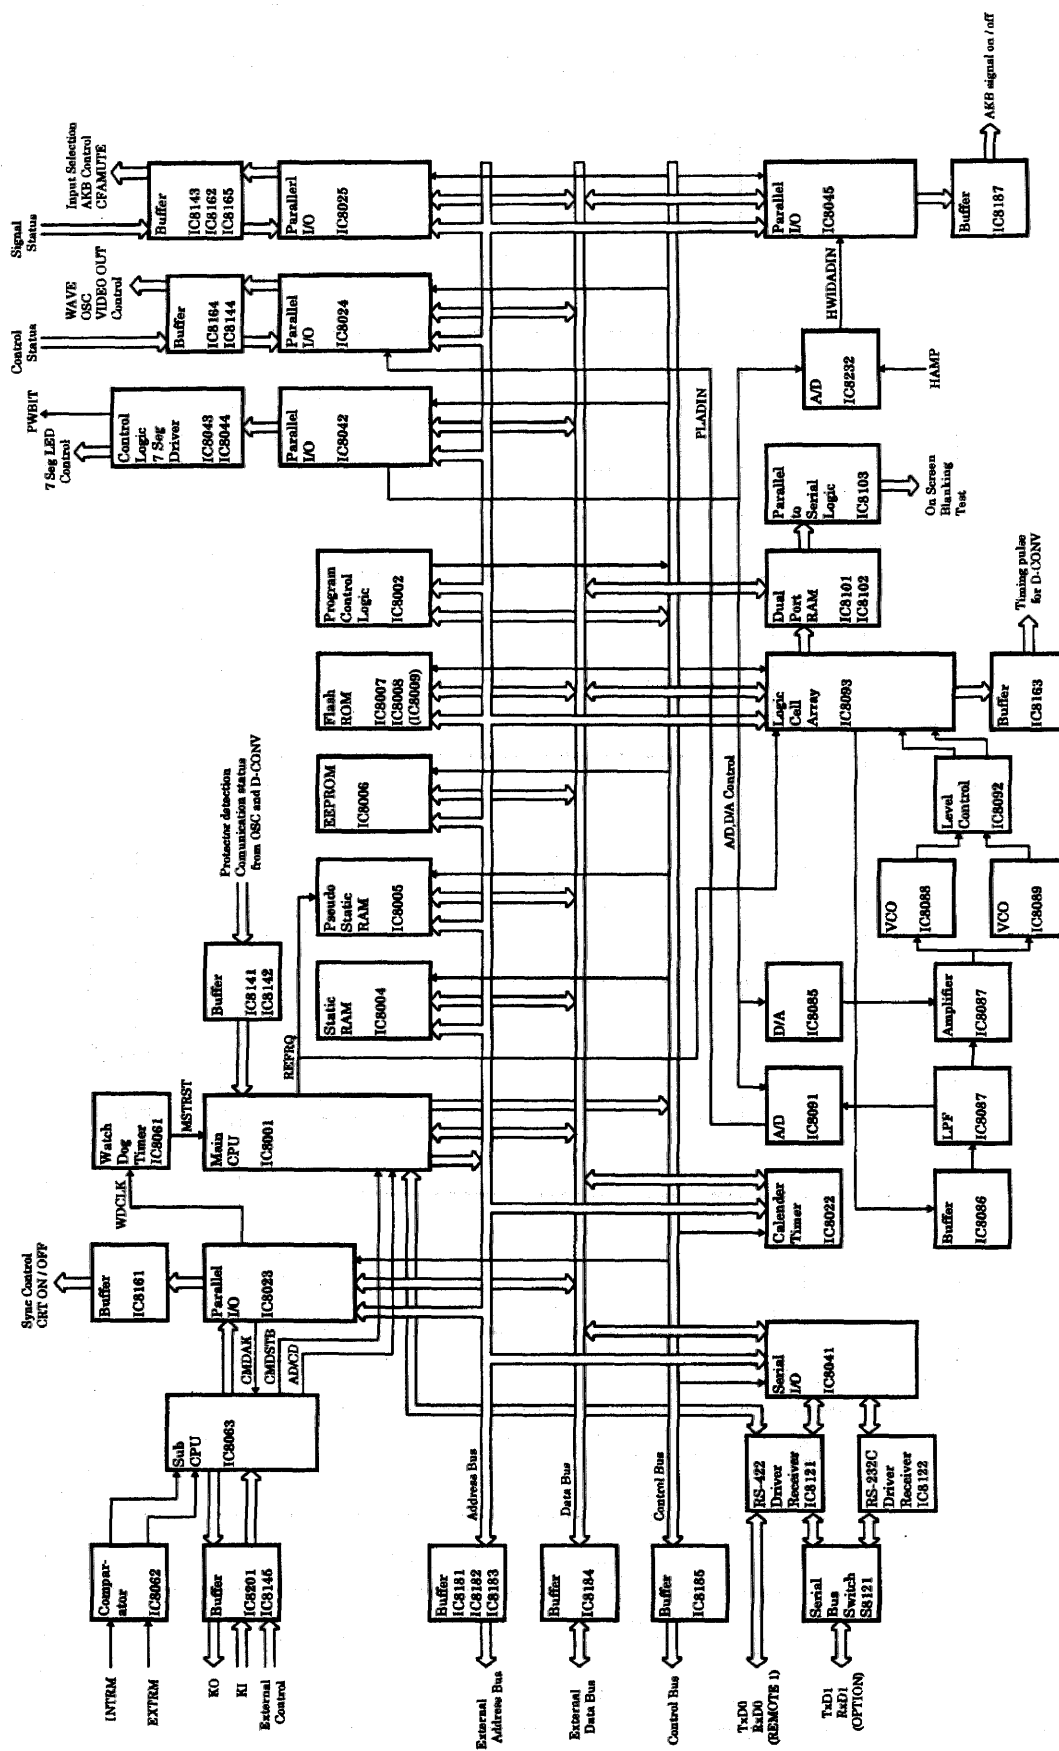 INTRM
EXTRM
Compar-
ator
IC8062
KO
KI
External
Control
Buffer
IC8201
IC8145
Sub
CPU
IC8063
CMDAK
CMDSTB
AD/CD
Sync Control
CRT ON / OFF
Buffer
IC8161
Parallel
I/O
IC8023
WDCLK
Watch
Dog
Timer
IC8061
MSTRST
Main
CPU
IC8001
REFRQ
Buffer
IC8141
IC8142
Protector detection
Comunication status
from OSC and D-CONV
Static
RAM
IC8004
Pseudo
Static
RAM
IC8005
EEPROM
IC8006
Flash
ROM
IC8007
IC8008
(IC8009)
Program
Control
Logic
IC8002
7 Seg LED
Control
PWBIT
Control
Logic
7 Seg
Driver
IC8043
IC8044
Parallel
I/O
IC8042
Control
Status
WAVE
OSC
VIDEO OUT
Control
Buffer
IC8164
IC8144
Parallel
I/O
IC8024
Signal
Status
Input Selection
AKB Control
CFAMUTE
Buffer
IC8143
IC8162
IC8165
Parallerl
I/O
IC8025
External
Address Bus
Buffer
IC8181
IC8182
IC8183
Address Bus
External
Data Bus
Buffer
IC8184
Data Bus
Control Bus
Buffer
IC8185
Control Bus
TxD0
RxD0
(REMOTE 1)
TxD1
RxD1
(OPTION)
Serial
Bus
Switch
S8121
RS-422
Driver
Receiver
IC8121
RS-232C
Driver
Receiver
IC8122
Serial
I/O
IC8041
Calender
Timer
IC8022
A/D
IC8091
D/A
IC8085
A/D,D/A Control
PLADIN
Buffer
IC8086
LPF
IC8087
Amplifier
IC8087
VCO
IC8088
VCO
IC8089
Level
Control
IC8092
Logic
Cell
Array
IC8093
Buffer
IC8163
Timing pulse
for D-CONV
Dual
Port
RAM
IC8101
IC8102
Parallel
to
Serial
Logic
IC8103
On Screen
Blanking
Test
A/D
IC8232
HAMP
HWIDADIN
Parallel
I/O
IC8045
Buffer
IC8187
AKB signal on / off